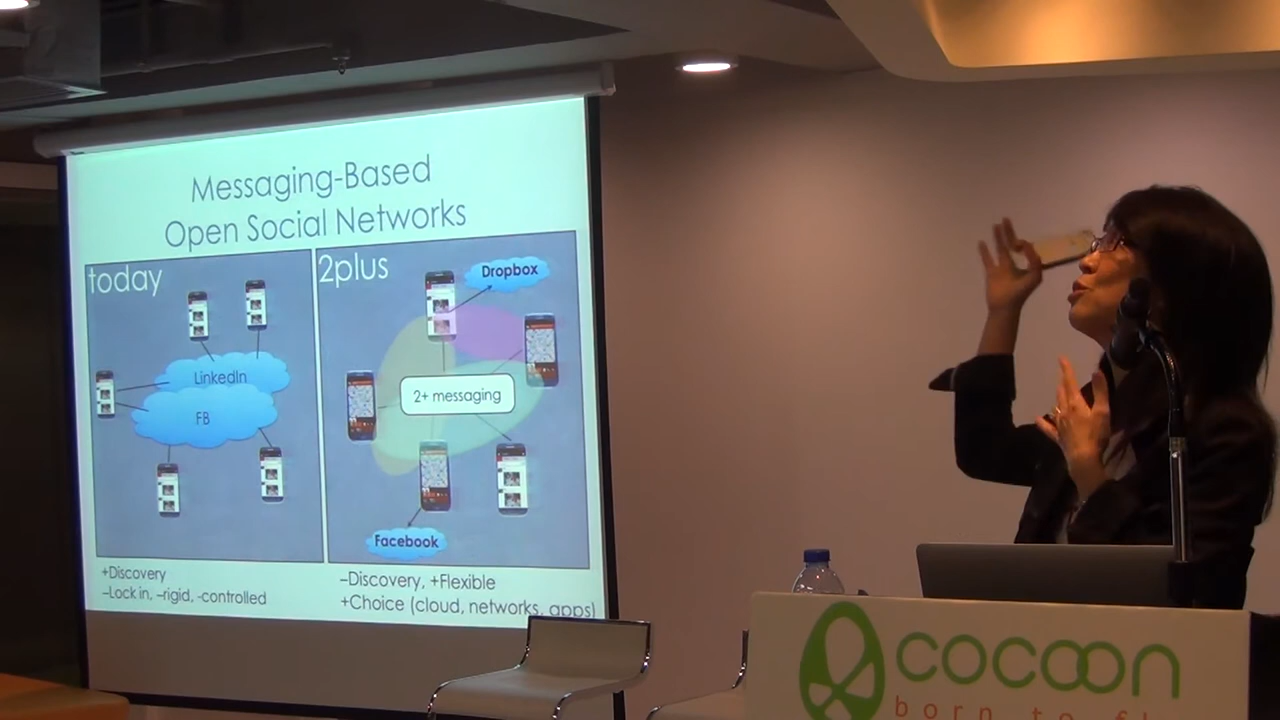 Messaging-Based
Open Social Networks
today
LinkedIn
FB
+Discovery
–Lock in, –rigid, -controlled
2plus
Dropbox
2+ messaging
Facebook
–Discovery, +Flexible
+Choice (cloud, networks, apps)
cocoon
born to